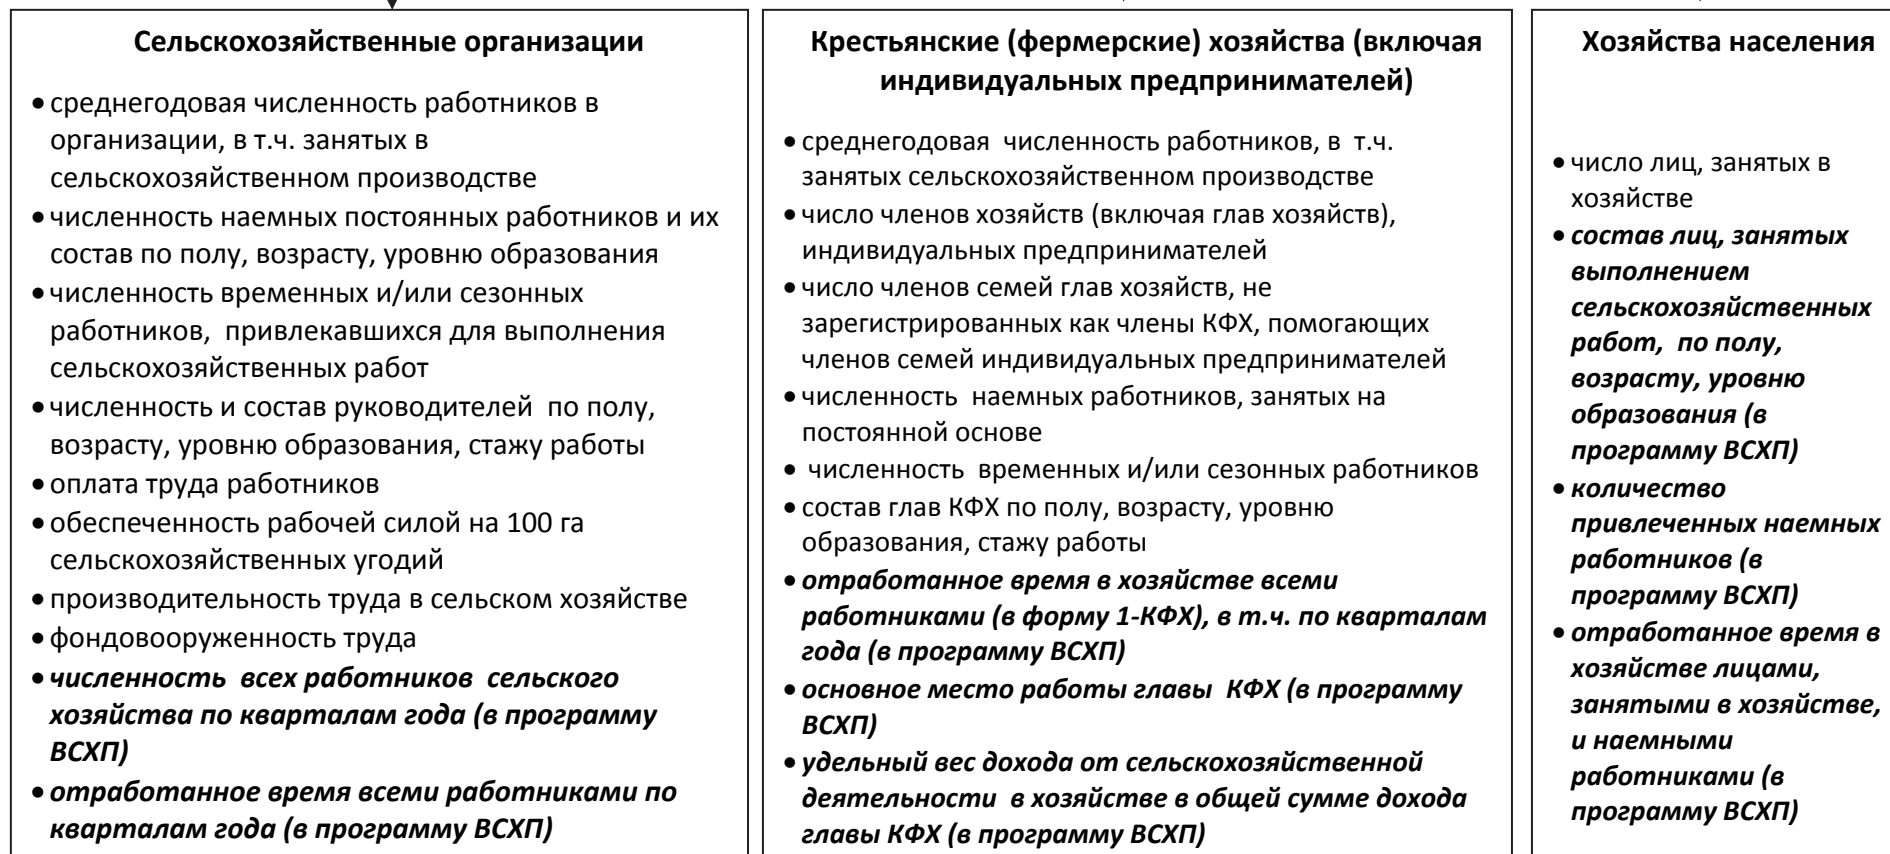 Сельскохозяйственные организации
• среднегодовая численность работников в
организации, в т.ч. занятых в
сельскохозяйственном производстве
• численность наемных постоянных работников и их
состав по полу, возрасту, уровню образования
• численность временных и/или сезонных
работников, привлекавшихся для выполнения
сельскохозяйственных работ
• численность и состав руководителей по полу,
возрасту, уровню образования, стажу работы
• оплата труда работников
• обеспеченность рабочей силой на 100 га
сельскохозяйственных угодий
• производительность труда в сельском хозяйстве
• фондовооруженность труда
• численность всех работников сельского
хозяйства по кварталам года (в программу
ВСХП)
• отработанное время всеми работниками по
кварталам года (в программу ВСХП)
Крестьянские (фермерские) хозяйства (включая
индивидуальных предпринимателей)
• среднегодовая численность работников, в т.ч.
занятых сельскохозяйственном производстве
• число членов хозяйств (включая глав хозяйств),
индивидуальных предпринимателей
• число членов семей глав хозяйств, не
зарегистрированных как члены КФХ, помогающих
членов семей индивидуальных предпринимателей
• численность наемных работников, занятых на
постоянной основе
• численность временных и/или сезонных работников
• состав глав КФХ по полу, возрасту, уровню
образования, стажу работы
• отработанное время в хозяйстве всеми
работниками (в форму 1-КФХ), в т.ч. по кварталам
года (в программу ВСХП)
• основное место работы главы КФХ (в программу
ВСХП)
• удельный вес дохода от сельскохозяйственной
деятельности в хозяйстве в общей сумме дохода
главы КФХ (в программу ВСХП)
Хозяйства населения
• число лиц, занятых в
хозяйстве
• состав лиц, занятых
выполнением
сельскохозяйственных
работ, по полу,
возрасту, уровню
образования (в
программу ВСХП)
• количество
привлеченных наемных
работников (в
программу ВСХП)
• отработанное время в
хозяйстве лицами,
занятыми в хозяйстве,
и наемными
работниками (в
программу ВСХП)